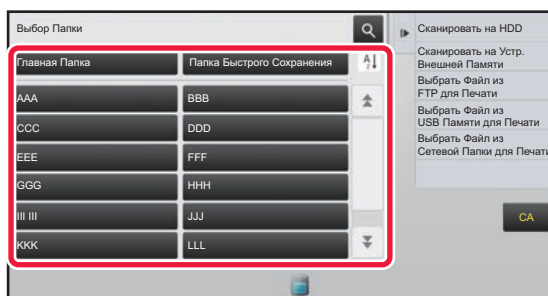 Выбор Папки
Главная Папка
Папка Быстрого Сохранения
AAA
BBB
CCC
DDD
EEE
FFF
GGG
HHH
III III
JJJ
KKK
LLL
Сканировать на HDD
Сканировать на Устр.
Внешней Памяти
Выбрать Файл из
FTP для Печати
Выбрать Файл из
USB Памяти для Печати
Выбрать Файл из
Сетевой Папки для Печати
CA